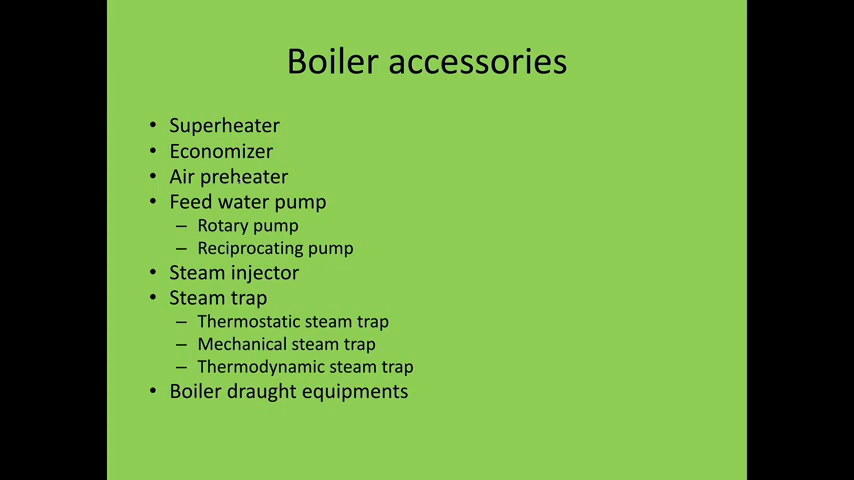 Boiler accessories
• Superheater
• Economizer
• Air preheater
• Feed water pump
– Rotary pump
– Reciprocating pump
• Steam injector
• Steam trap
– Thermostatic steam trap
– Mechanical steam trap
– Thermodynamic steam trap
• Boiler draught equipments